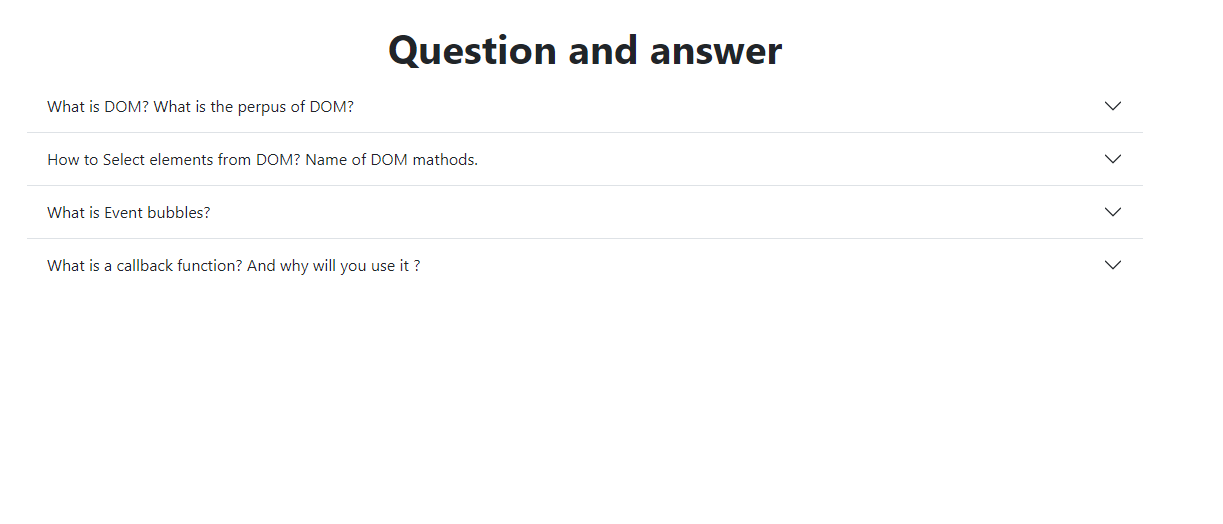 Question and answer
What is DOM? What is the perpus of DOM?
How to Select elements from DOM? Name of DOM mathods.
What is Event bubbles?
What is a callback function? And why will you use it ?